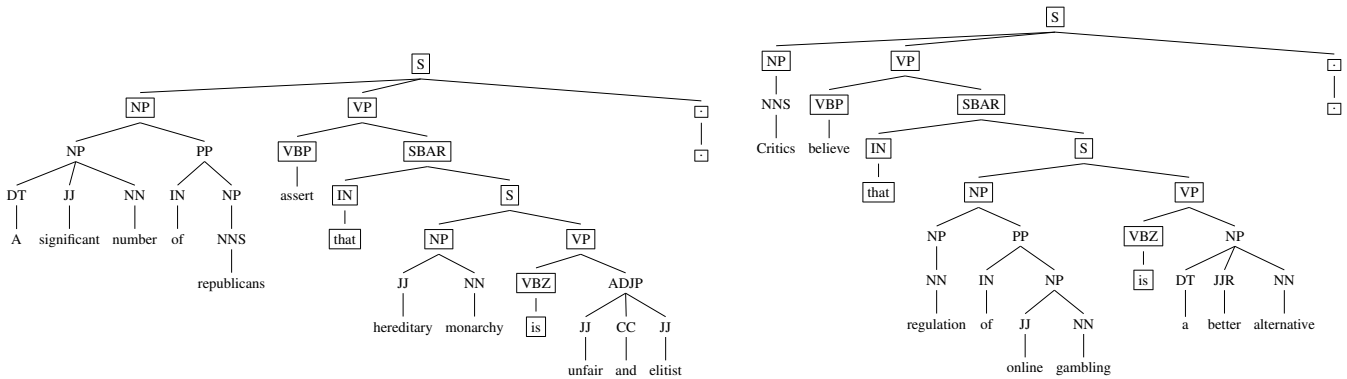 S
NP VP .
NP PP VBP SBAR .
DT JJ NN IN NP assert IN S
A significant number of NNS that NP VP
republicans JJ NN VBZ ADJP
hereditary monarchy is JJ CC JJ
unfair and elitist
S
NP VP .
NNS VBP SBAR .
Critics believe IN S
that NP VP
NP PP VBZ NP
NN IN NP is DT JJR NN
regulation of JJ NN a better alternative
online gambling